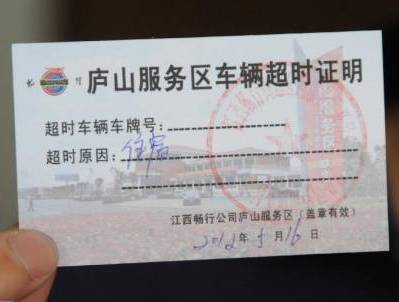 庐山服务区车辆超时证明
超时车辆车牌号：
超时原因：住宿
江西畅行公司庐山服务区（盖章有效）
2012年5月16日